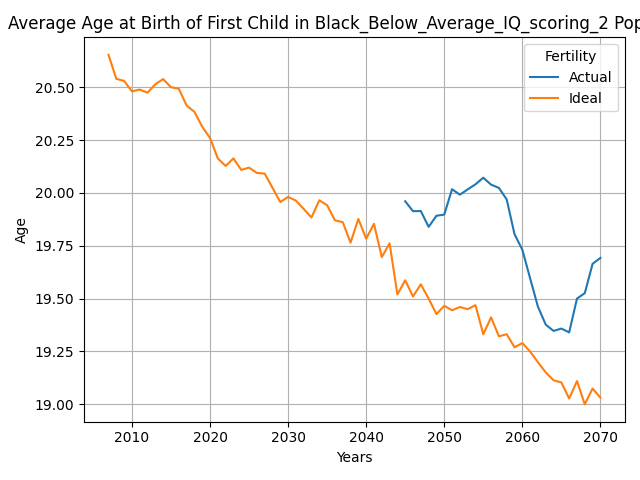 Average Age at Birth of First Child in Black_Below_Average_IQ_scoring_2 Pop
Fertility
Actual
Ideal
20.50
20.25
20.00
19.75
19.50
19.25
19.00
Age
2010 2020 2030 2040 2050 2060 2070
Years